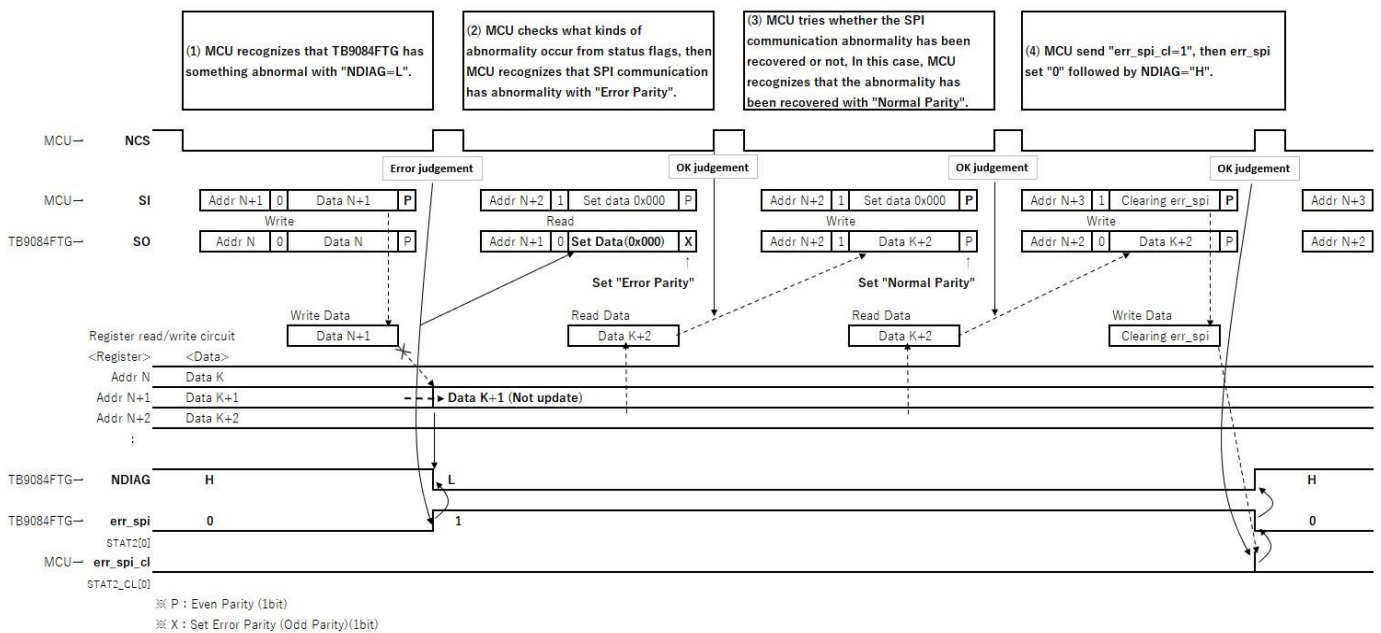 (1) MCU recognizes that TB9084FTG has
something abnormal with "NDIAG=L".
(2) MCU checks what kinds of
abnormality occur from status flags, then
MCU recognizes that SPI communication
has abnormality with "Error Parity".
(3) MCU tries whether the SPI
communication abnormality has been
recovered or not, In this case, MCU
recognizes that the abnormality has
been recovered with "Normal Parity".
(4) MCU send "err_spi_cl=1", then err_spi
set "0" followed by NDIAG="H".
MCU→ NCS
Error judgement OK judgement OK judgement OK judgement
MCU→ SI Addr N+1 0 Data N+1 P Addr N+2 1 Set data 0x000 P Addr N+2 1 Set data 0x000 P Addr N+3 1 Clearing err_spi P Addr N+3
Write Read Write Write
TB9084FTG→ SO Addr N 0 Data N P Addr N+1 0 Set Data(0x000) X Addr N+2 1 Data K+2 P Addr N+2 0 Data K+2 P Addr N+2
Set "Error Parity" Set "Normal Parity"
Write Data Read Data Read Data Write Data
Register read/write circuit Data N+1 Data K+2 Data K+2 Clearing err_spi
<Register> <Data>
Addr N Data K
Addr N+1 Data K+1 Data K+1 (Not update)
Addr N+2 Data K+2
:
TB9084FTG→ NDIAG H L H
TB9084FTG→ err_spi 0 1 0
STAT2[0]
MCU→ err_spi_cl
STAT2_CL[0]
※ P : Even Parity (1bit)
※ X : Set Error Parity (Odd Parity)(1bit)